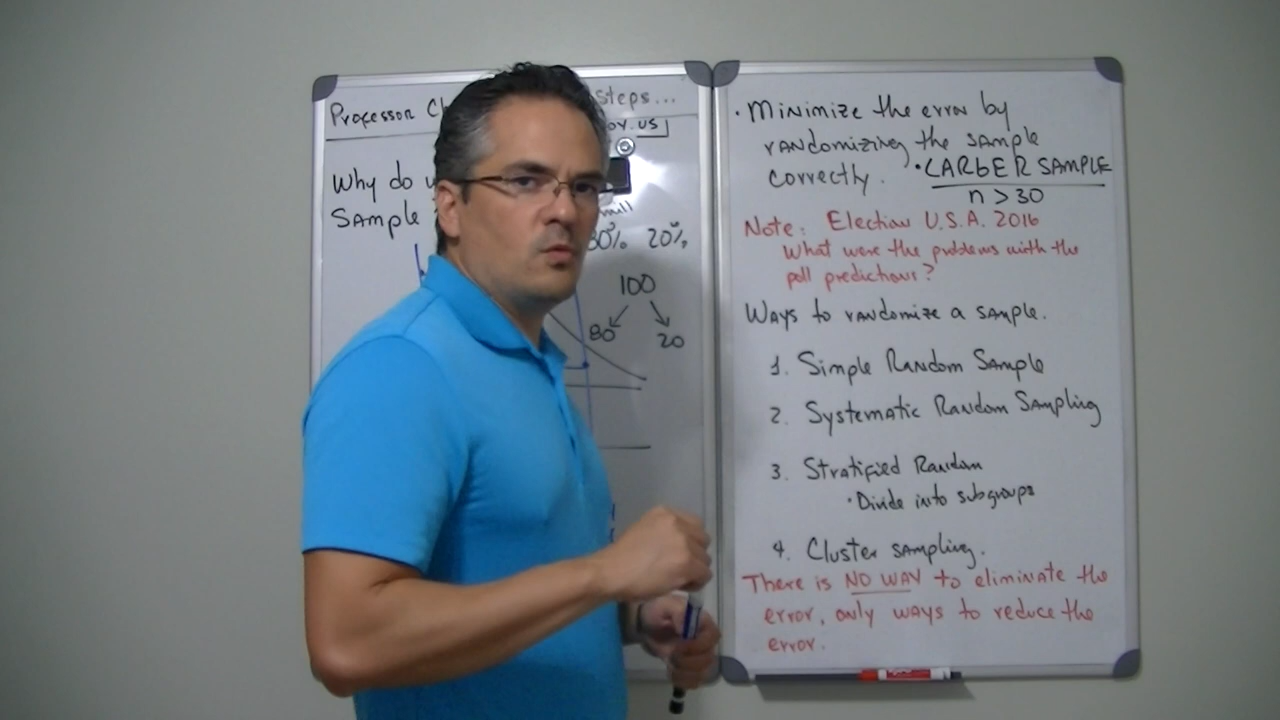 Professor Steps...
ov.us
Why do
Sample
mill
80% 20%
100
80 20
• Minimize the error by
randomizing the sample
correctly. • LARGER SAMPLE
n > 30
Note: Election U.S.A. 2016
What were the problems with the
poll predictions?
Ways to randomize a sample.
1. Simple Random Sample
2. Systematic Random Sampling
3. Stratified Random
• Divide into subgroups
4. Cluster sampling.
There is NO WAY to eliminate the
error, only ways to reduce the
error.